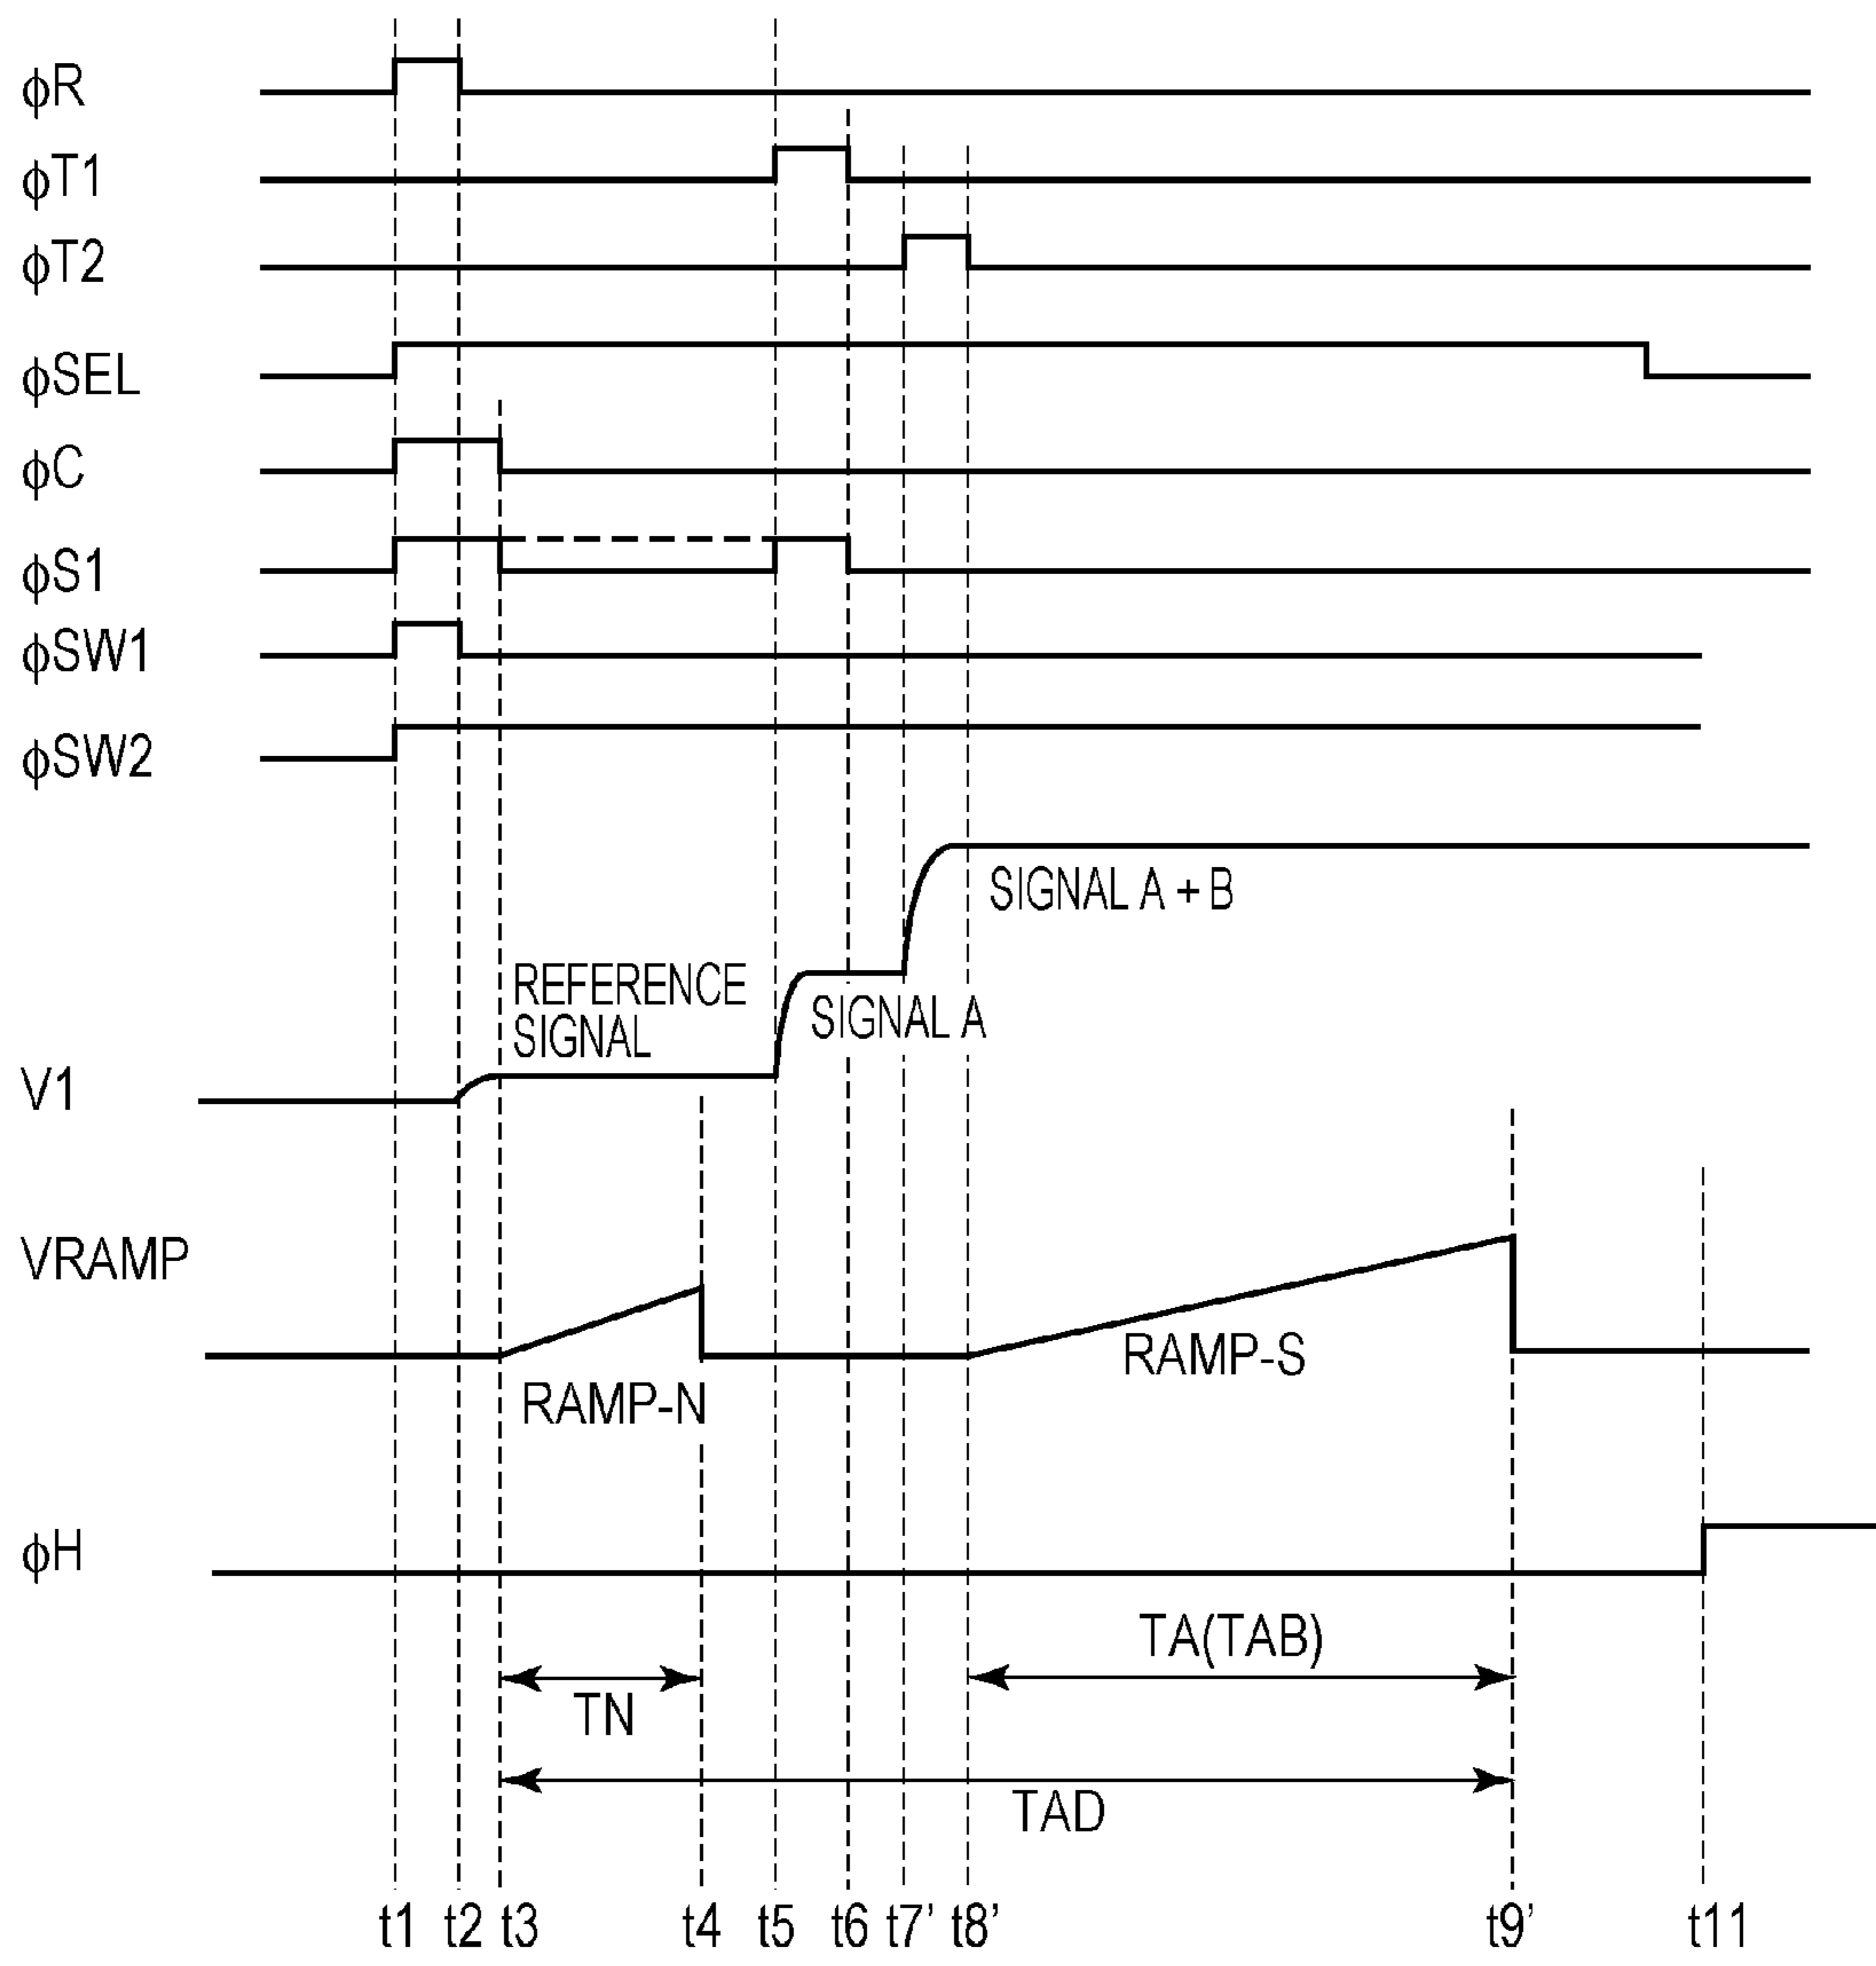 ϕR
ϕT1
ϕT2
ϕSEL
ϕC
ϕS1
ϕSW1
ϕSW2
SIGNAL A + B
REFERENCE
SIGNAL
SIGNAL A
V1
VRAMP
RAMP-S
RAMP-N
ϕH
TA(TAB)
TN
TAD
t1 t2 t3 t4 t5 t6 t7’ t8’ t9’ t11